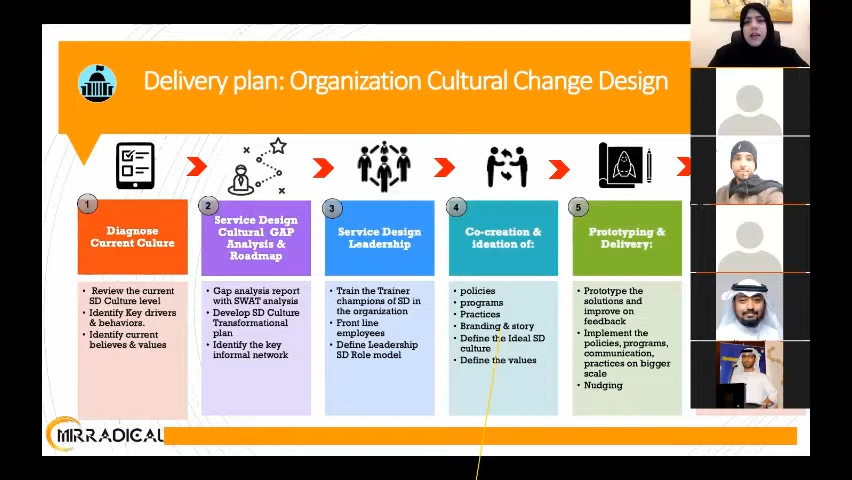 Delivery plan: Organization Cultural Change Design
1
Diagnose
Current Culure
• Review the current
SD Culture level
• Identify Key drivers
& behaviors.
• Identify current
believes & values
2
Service Design
Cultural GAP
Analysis &
Roadmap
• Gap analysis report
with SWAT analysis
• Develop SD Culture
Transformational
plan
• Identify the key
informal network
3
Service Design
Leadership
• Train the Trainer
champions of SD in
the organization
• Front line
employees
• Define Leadership
SD Role model
4
Co-creation &
ideation of:
• policies
• programs
• Practices
• Branding & story
• Define the Ideal SD
culture
• Define the values
5
Prototyping &
Delivery:
• Prototype the
solutions and
improve on
feedback
• Implement the
policies, programs,
communication,
practices on bigger
scale
• Nudging
MIRRADICAL